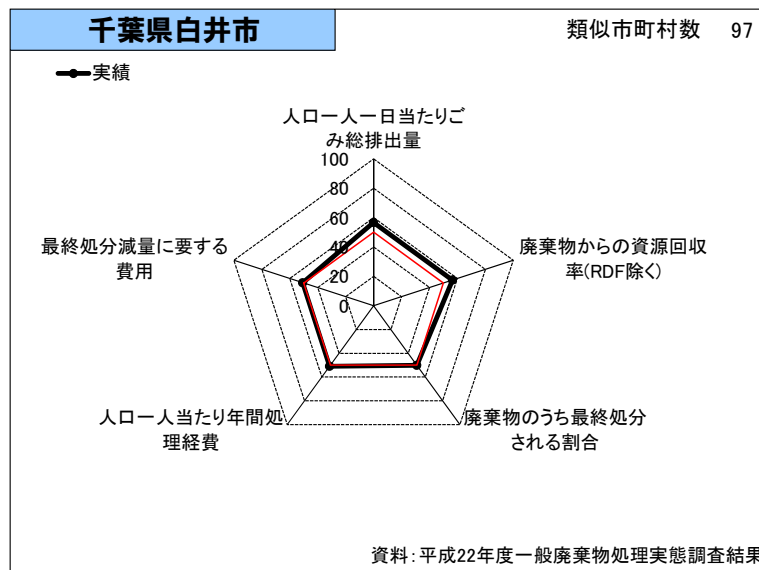 千葉県白井市
類似市町村数 97
実績
人口一人一日当たりご
み総排出量
100
80
60
40
20
0
廃棄物からの資源回収
率(RDF除く)
廃棄物のうち最終処分
される割合
人口一人当たり年間処
理経費
最終処分減量に要する
費用
資料:平成22年度一般廃棄物処理実態調査結果